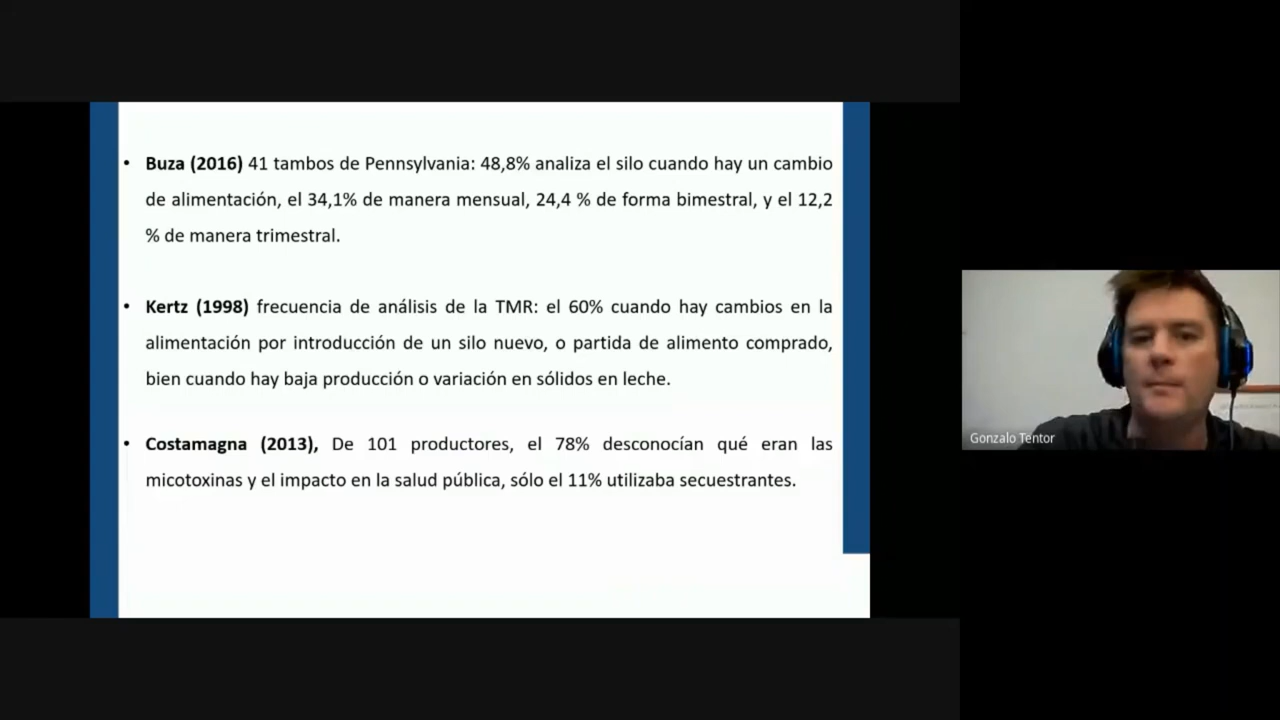 • Buza (2016) 41 tambos de Pennsylvania: 48,8% analiza el silo cuando hay un cambio
de alimentación, el 34,1% de manera mensual, 24,4 % de forma bimestral, y el 12,2
% de manera trimestral.
• Kertz (1998) frecuencia de análisis de la TMR: el 60% cuando hay cambios en la
alimentación por introducción de un silo nuevo, o partida de alimento comprado,
bien cuando hay baja producción o variación en sólidos en leche.
• Costamagna (2013), De 101 productores, el 78% desconocían qué eran las
micotoxinas y el impacto en la salud pública, sólo el 11% utilizaba secuestrantes.
Gonzalo Tentor